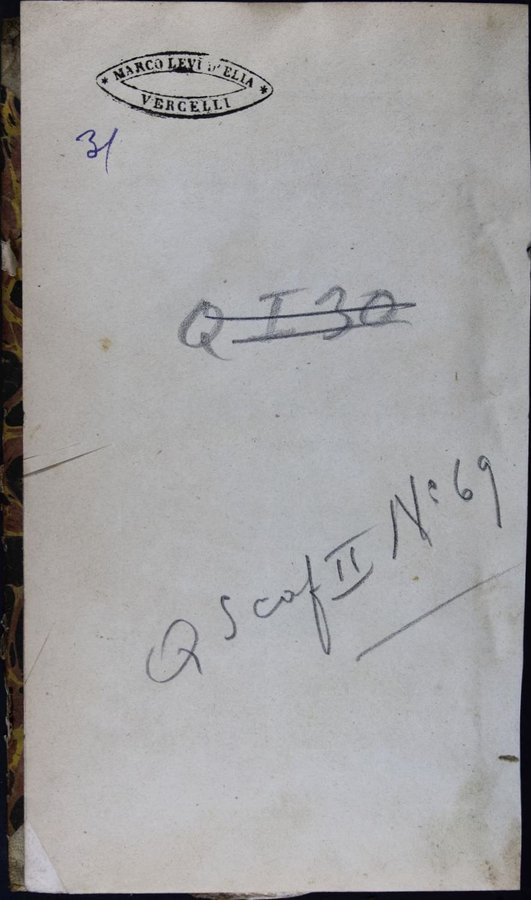 * MARCO LEVI D'ELIA *
VERCELLI
31
Q I 30
Q Scaf II N° 69